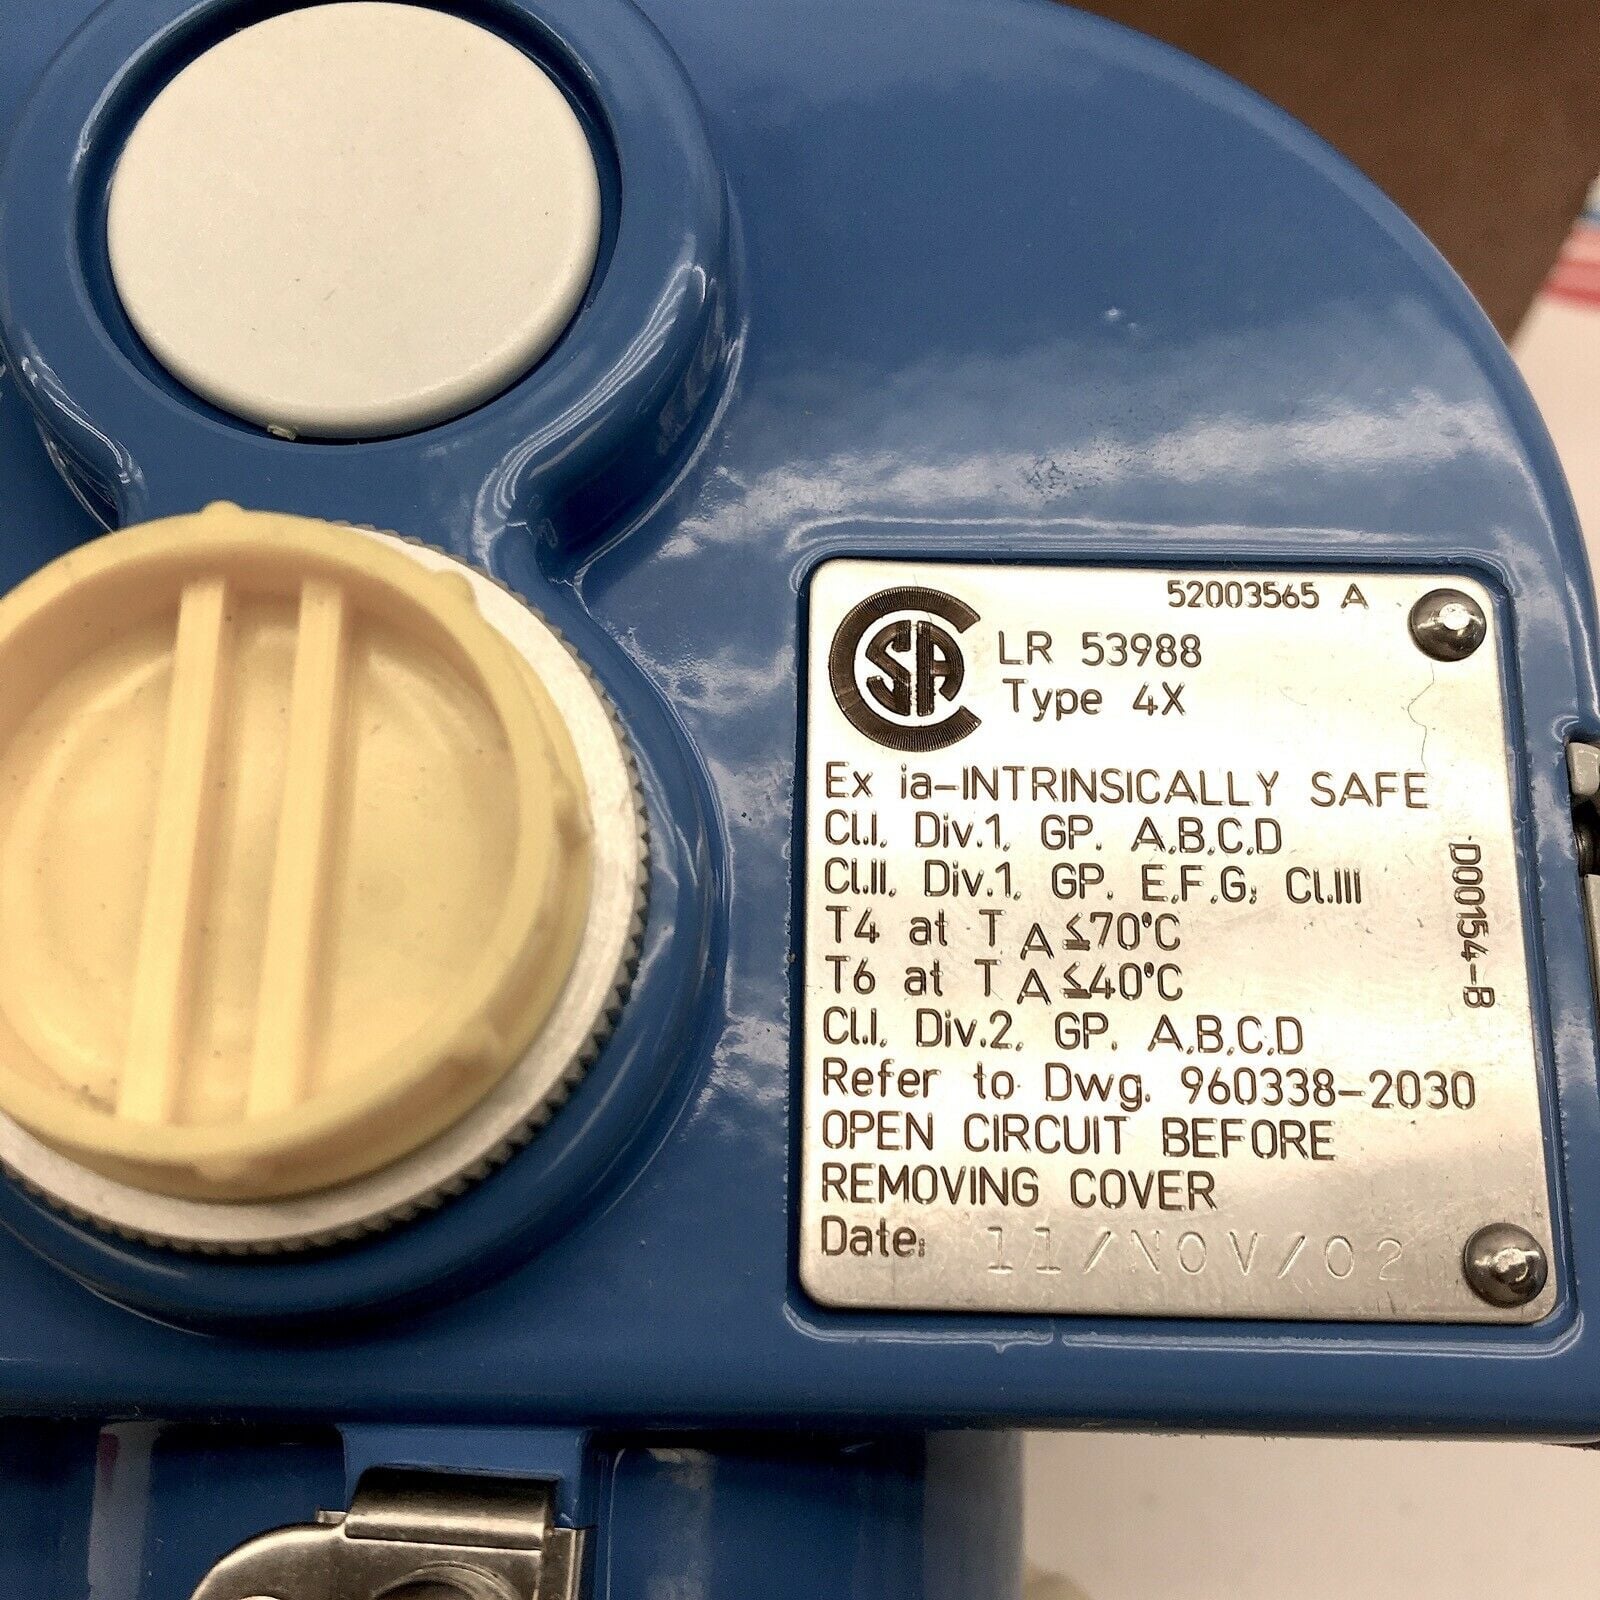 52003565 A
CSA
LR 53988
Type 4X
Ex ia-INTRINSICALLY SAFE
Cl.I, Div.1, GP. A,B,C,D
Cl.II, Div.1, GP. E,F,G; Cl.III
T4 at TA≤70°C
T6 at TA≤40°C
Cl.I, Div.2, GP. A,B,C,D
Refer to Dwg. 960338-2030
OPEN CIRCUIT BEFORE
REMOVING COVER
Date: 11/NOV/02
D00154-B